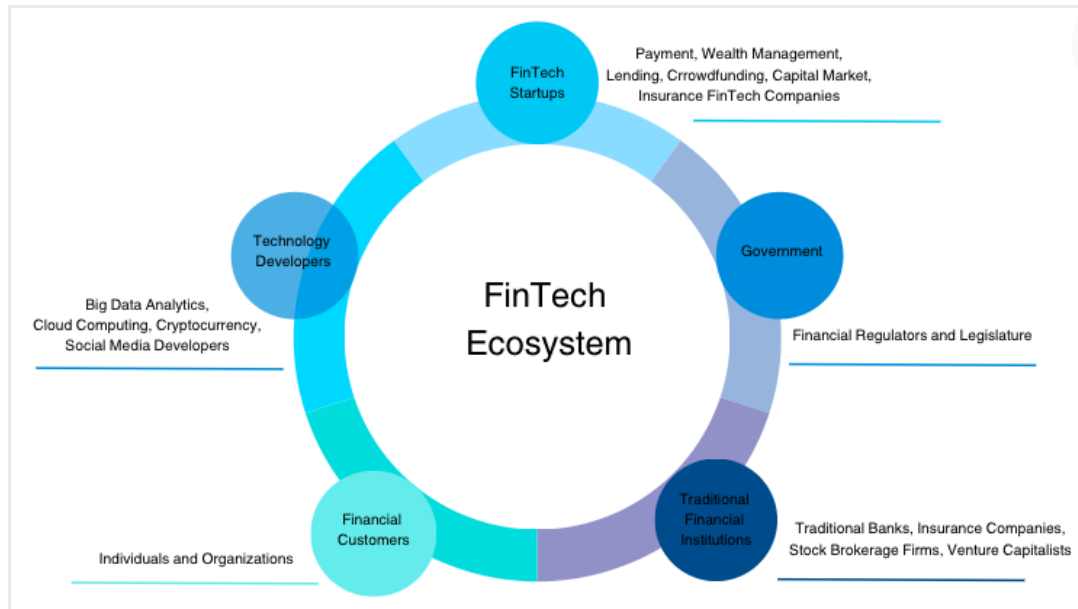 FinTech
Startups
Payment, Wealth Management,
Lending, Crrowdfunding, Capital Market,
Insurance FinTech Companies
Technology
Developers
Government
Big Data Analytics,
Cloud Computing, Cryptocurrency,
Social Media Developers
FinTech
Ecosystem
Financial Regulators and Legislature
Financial
Customers
Individuals and Organizations
Traditional
Financial
Institutions
Traditional Banks, Insurance Companies,
Stock Brokerage Firms, Venture Capitalists